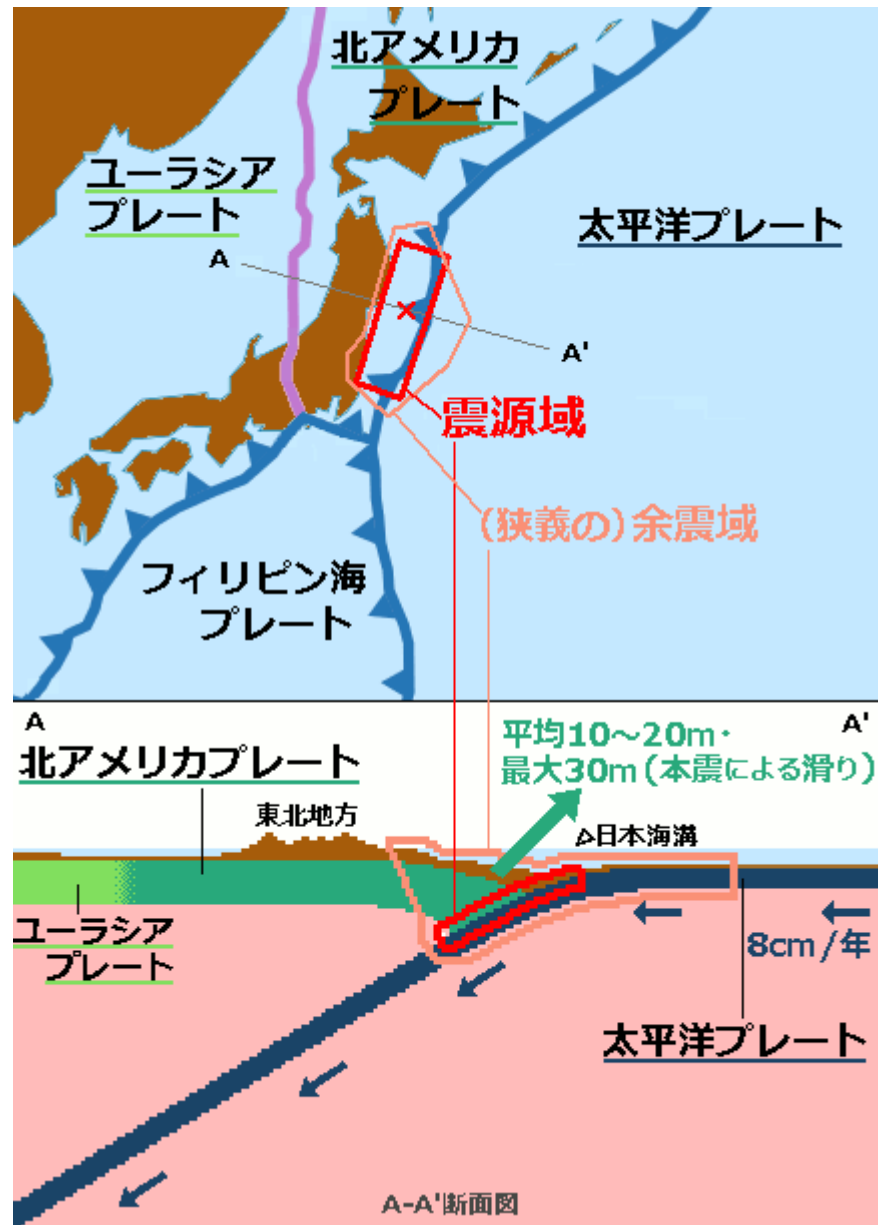 北アメリカ
プレート
ユーラシア
プレート
太平洋プレート
A
A'
震源域
(狭義の)余震域
フィリピン海
プレート
A
A'
北アメリカプレート
平均10～20m・
最大30m(本震による滑り)
東北地方
日本海溝
ユーラシア
プレート
8cm/年
太平洋プレート
A-A'断面図